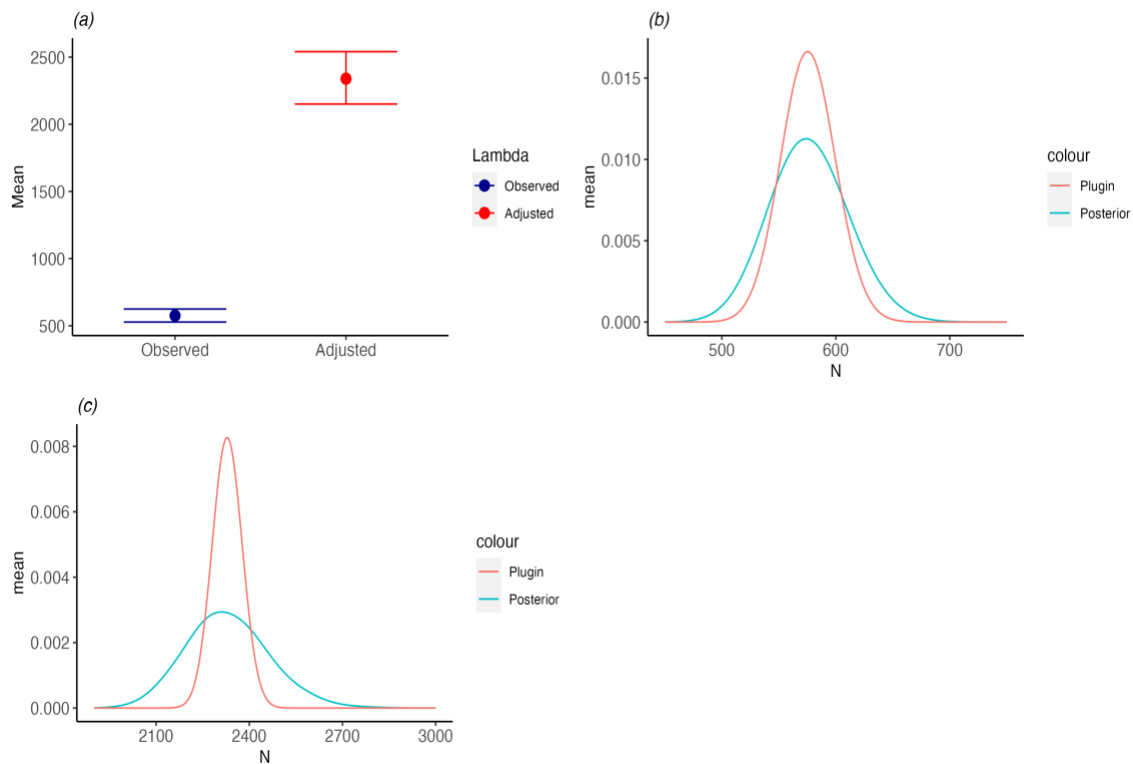 (a)
2500
2000
1500
1000
500
Mean
Observed
Adjusted
Lambda
Observed
Adjusted
(b)
0.015
0.010
0.005
0.000
mean
500
600
700
N
colour
Plugin
Posterior
(c)
0.008
0.006
0.004
0.002
0.000
mean
2100
2400
2700
3000
N
colour
Plugin
Posterior